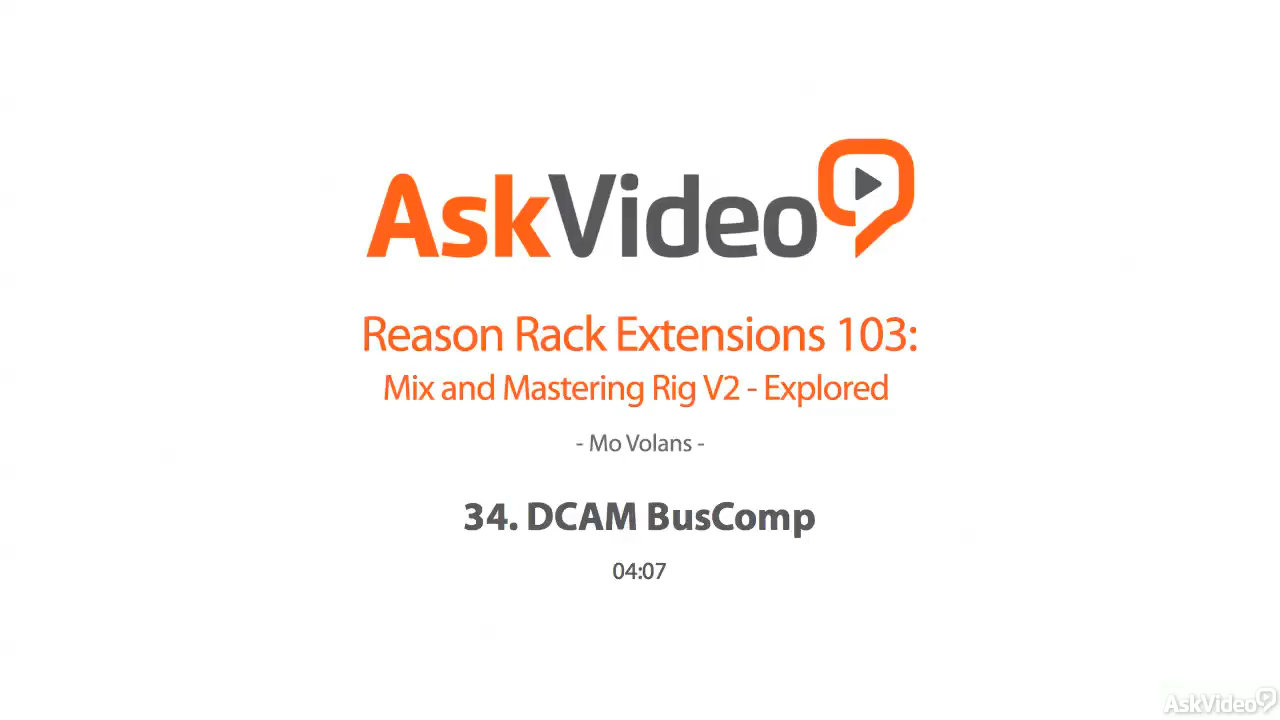 AskVideo
Reason Rack Extensions 103:
Mix and Mastering Rig V2 - Explored
- Mo Volans -
34. DCAM BusComp
04:07
AskVideo